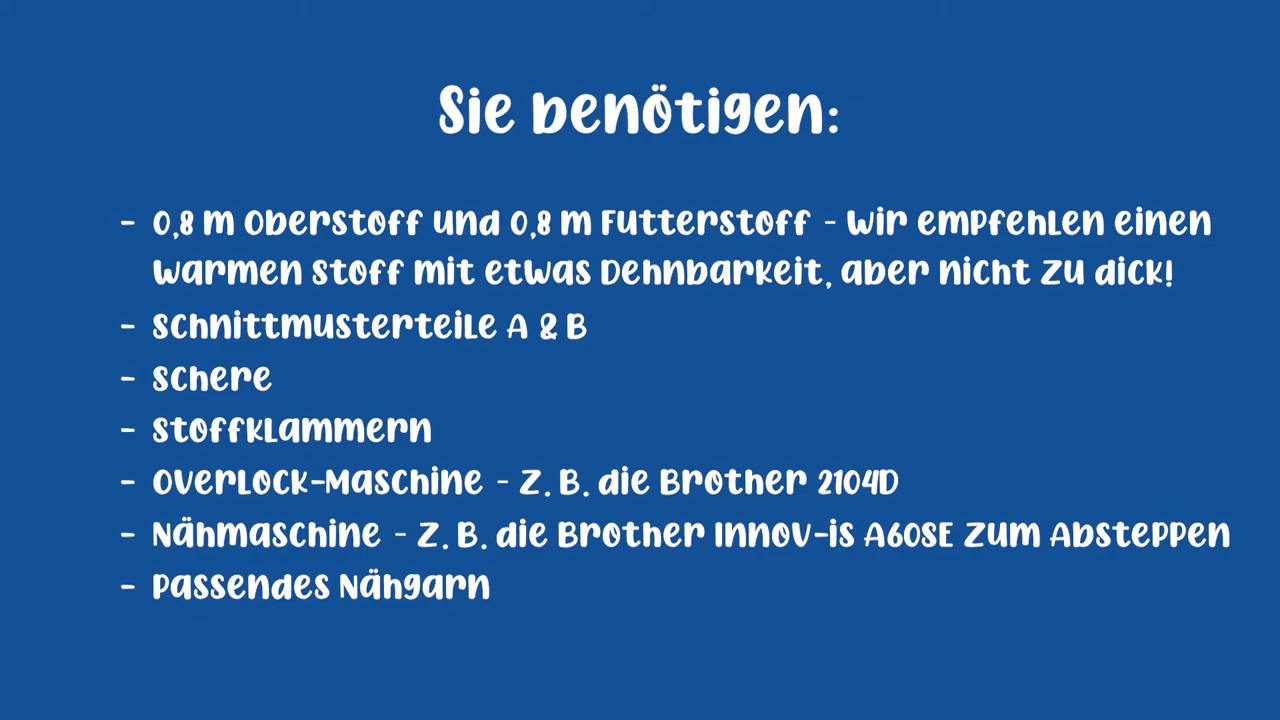 Sie benötigen:
- 0,8 m Oberstoff und 0,8 m Futterstoff - Wir empfehlen einen
warmen Stoff mit etwas Dehnbarkeit, aber nicht zu dick!
- Schnittmusterteile A & B
- Schere
- Stoffklammern
- Overlock-Maschine - z. B. die Brother 2104D
- Nähmaschine - z. B. die Brother Innov-is A60SE zum Absteppen
- Passendes Nähgarn